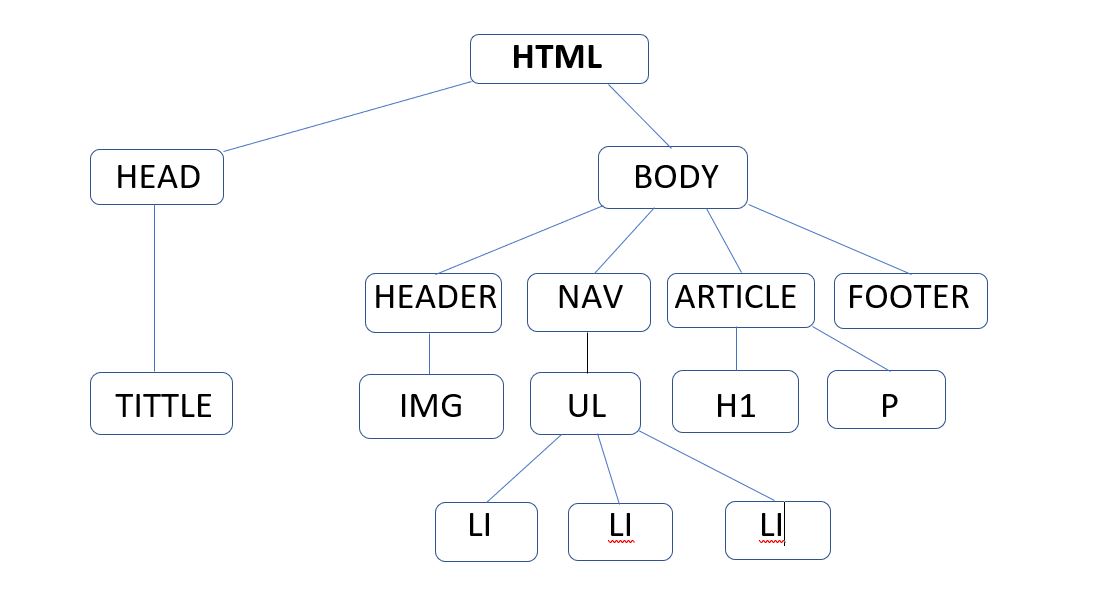 HTML
HEAD
BODY
HEADER
NAV
ARTICLE
FOOTER
TITTLE
IMG
UL
H1
P
LI
LI
LI